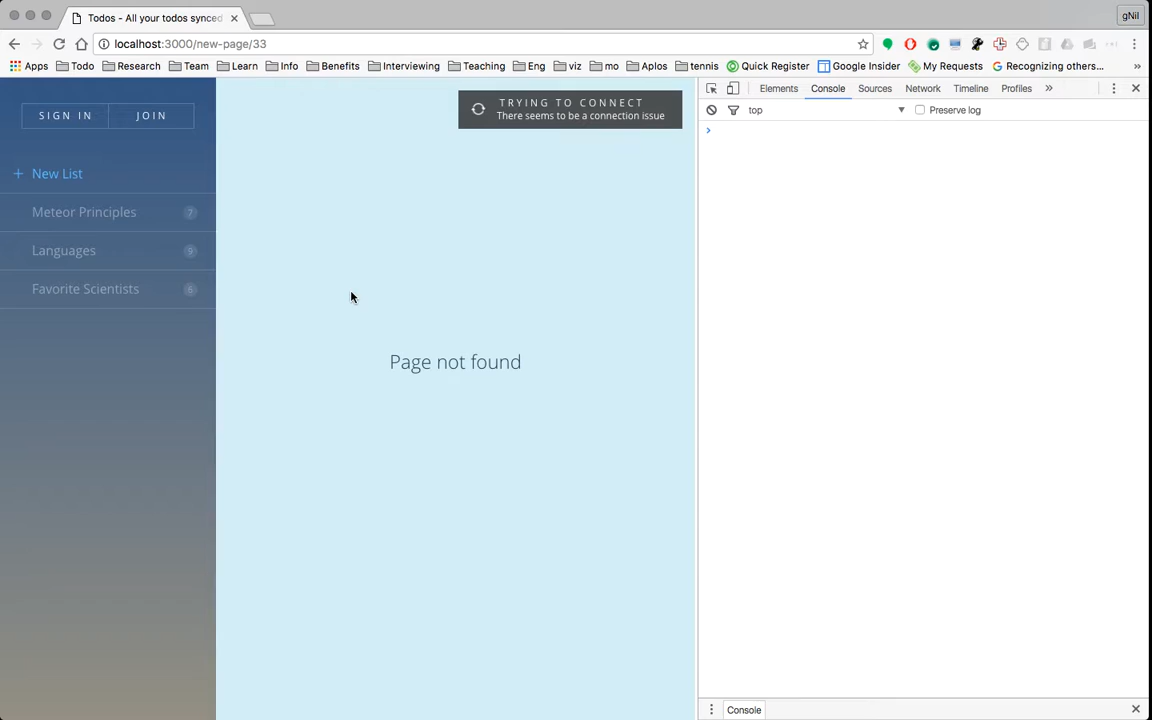 Todos - All your todos synced
gNil
localhost:3000/new-page/33
Apps Todo Research Team Learn Info Benefits Interviewing Teaching Eng viz mo Aplos tennis Quick Register Google Insider My Requests Recognizing others... »
SIGN IN JOIN
+ New List
Meteor Principles 7
Languages 9
Favorite Scientists 6
TRYING TO CONNECT
There seems to be a connection issue
Page not found
Elements Console Sources Network Timeline Profiles »
top Preserve log
Console